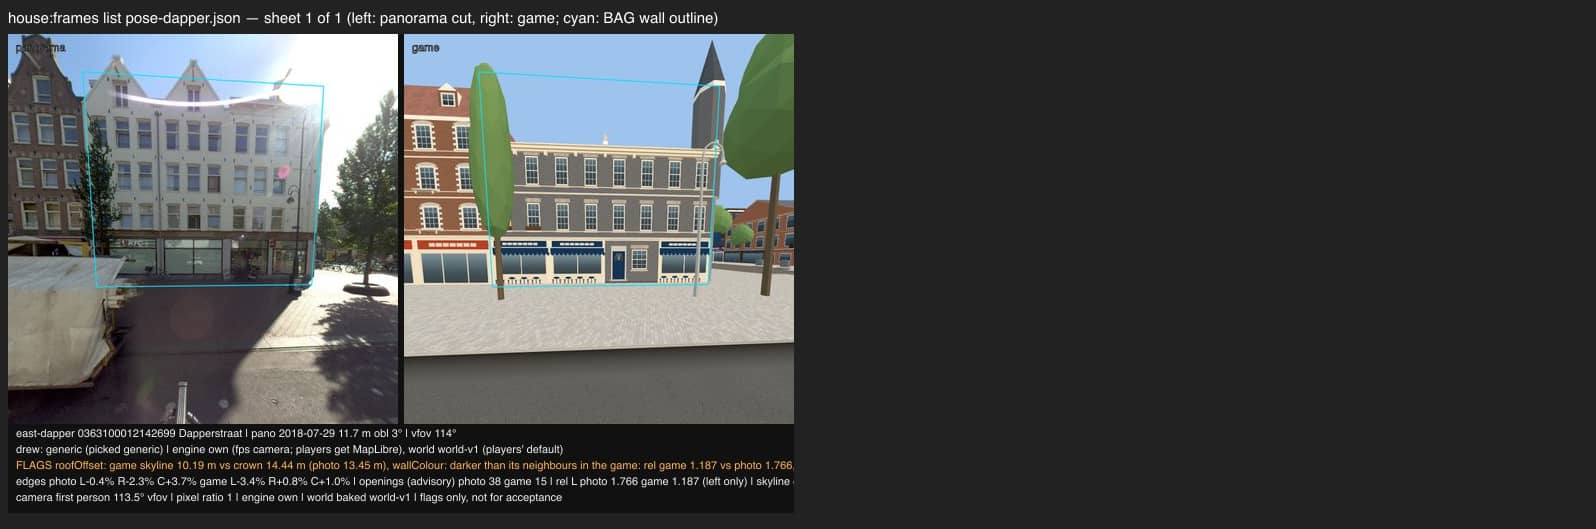 house:frames list pose-dapper.json — sheet 1 of 1 (left: panorama cut, right: game; cyan: BAG wall outline)
panorama
game
east-dapper 0363100012142699 Dapperstraat | pano 2018-07-29 11.7 m obl 3° | vfov 114°
drew: generic (picked generic) | engine own (fps camera; players get MapLibre), world world-v1 (players' default)
FLAGS roofOffset: game skyline 10.19 m vs crown 14.44 m (photo 13.45 m), wallColour: darker than its neighbours in the game: rel game 1.187 vs photo 1.766,
edges photo L-0.4% R-2.3% C+3.7% game L-3.4% R+0.8% C+1.0% | openings (advisory) photo 38 game 15 | rel L photo 1.766 game 1.187 (left only) | skyline
camera first person 113.5° vfov | pixel ratio 1 | engine own | world baked world-v1 | flags only, not for acceptance